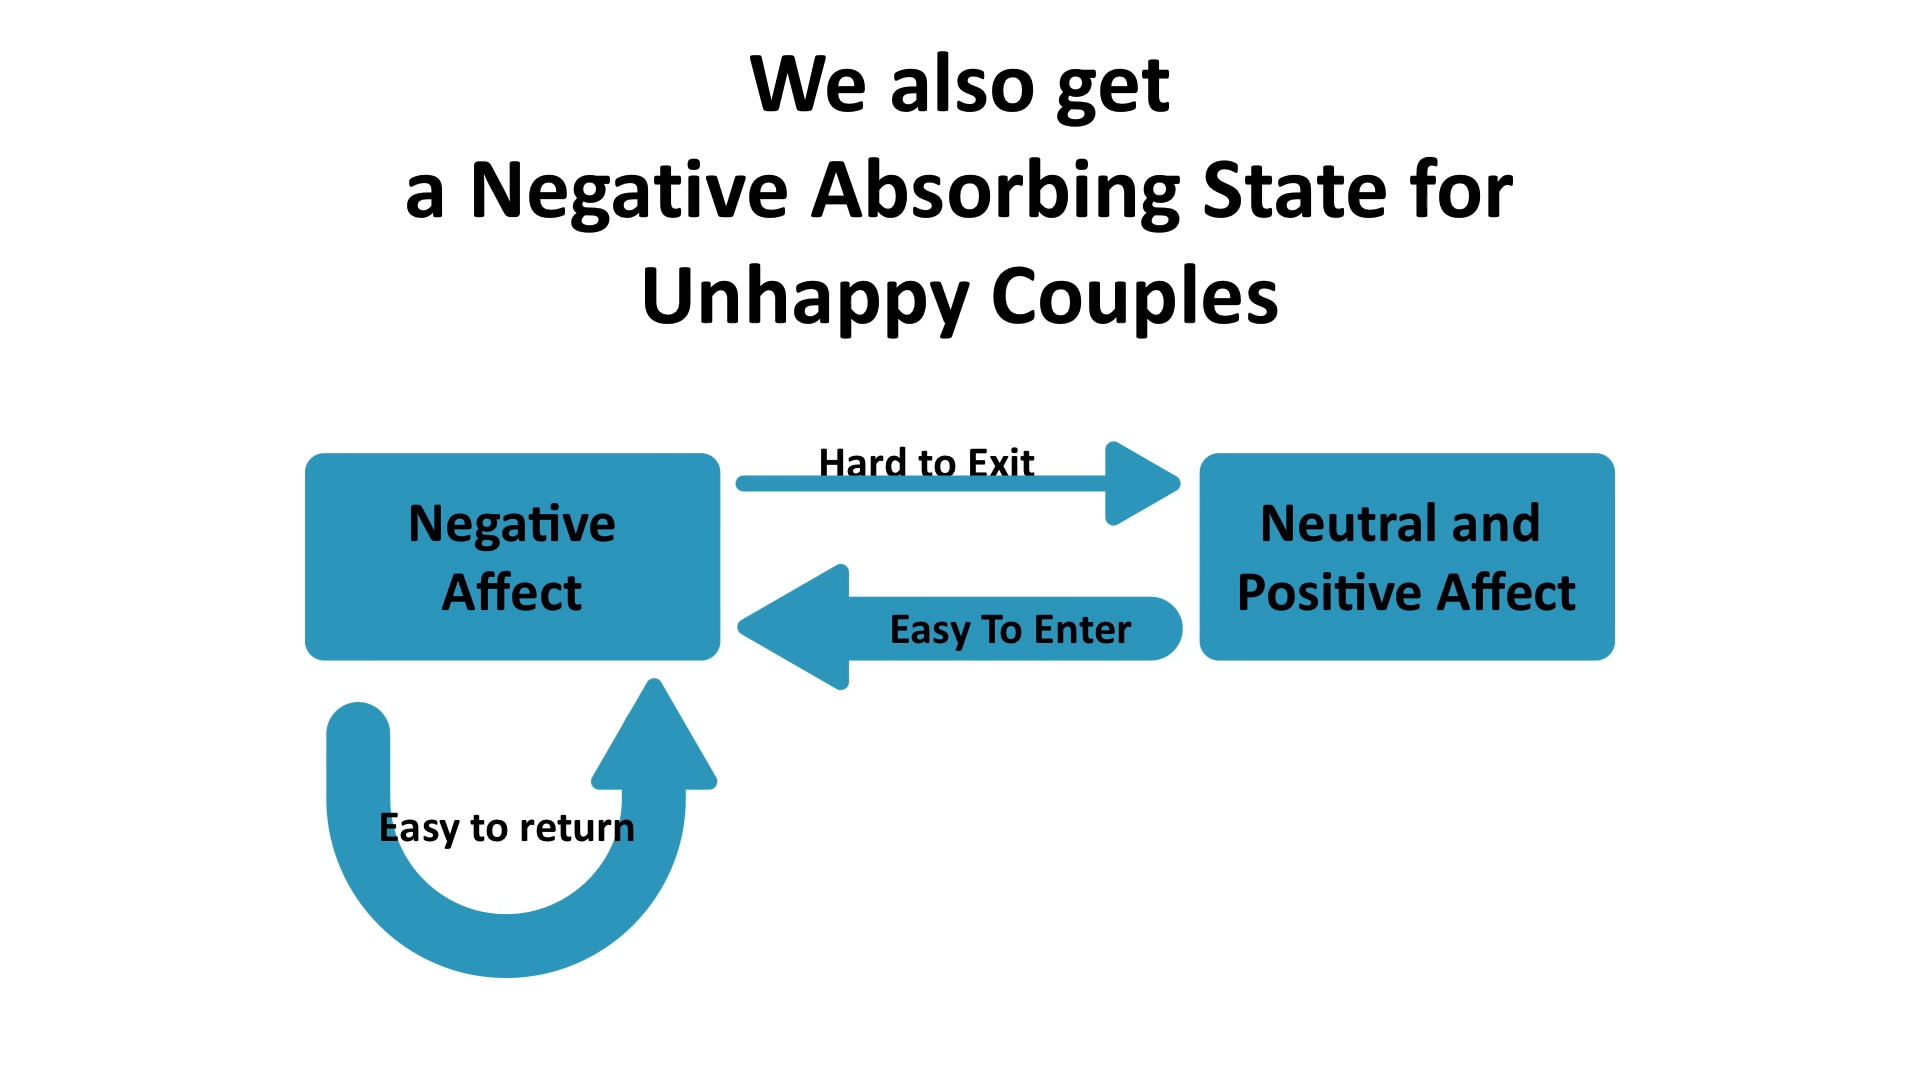 We also get
a Negative Absorbing State for
Unhappy Couples
Hard to Exit
Negative
Affect
Neutral and
Positive Affect
Easy To Enter
Easy to return